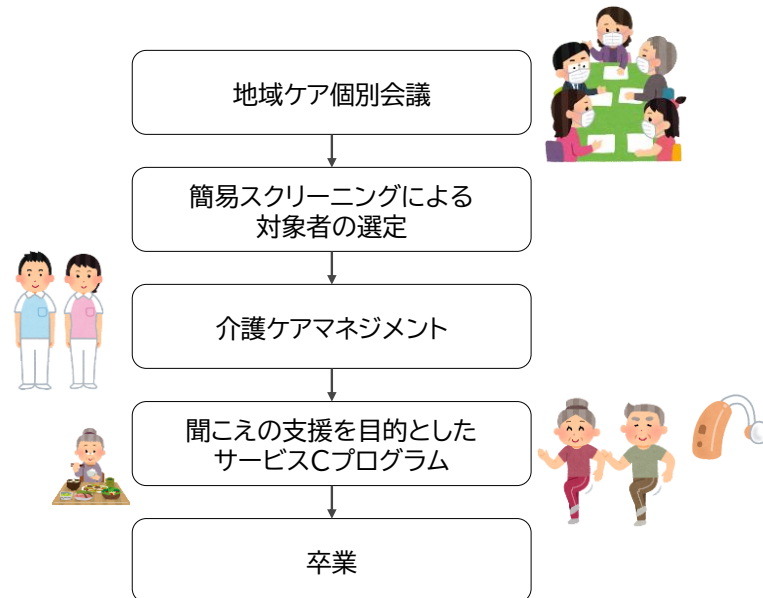 地域ケア個別会議
簡易スクリーニングによる
対象者の選定
介護ケアマネジメント
聞こえの支援を目的とした
サービスCプログラム
卒業